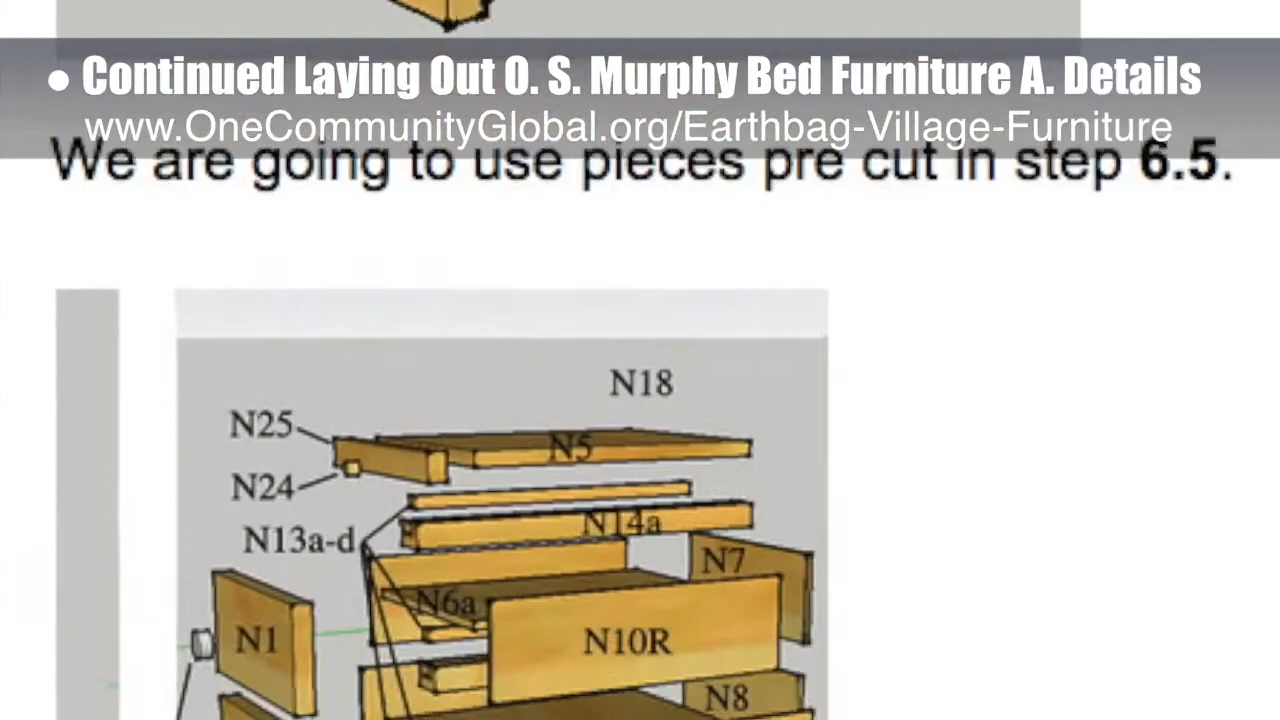 ● Continued Laying Out O. S. Murphy Bed Furniture A. Details
www.OneCommunityGlobal.org/Earthbag-Village-Furniture
We are going to use pieces pre cut in step 6.5.
N18
N25
N5
N24
N14a
N13a-d
N7
N6a
N1
N10R
N8